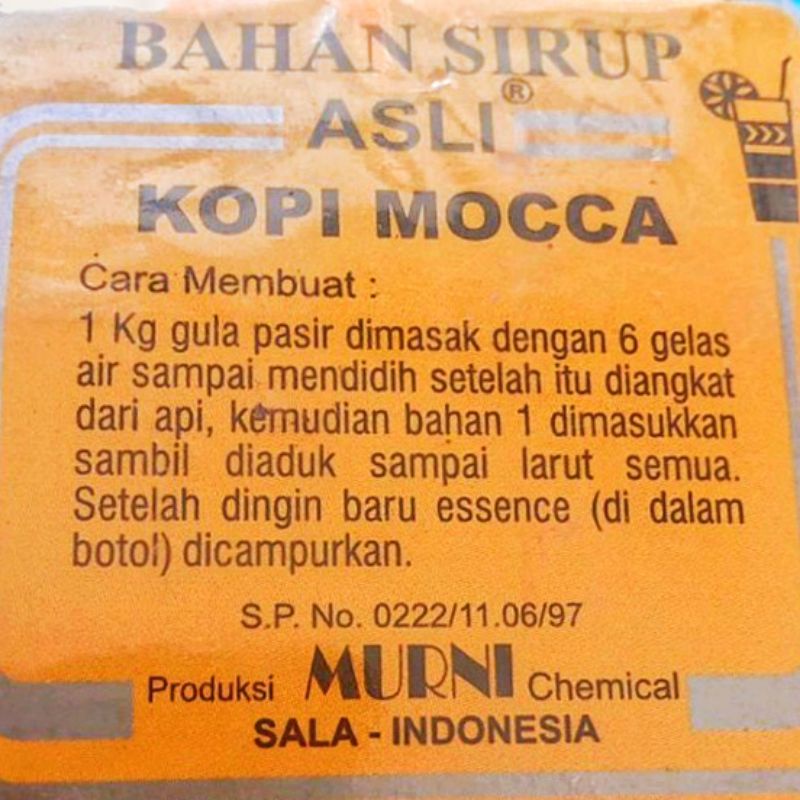 BAHAN SIRUP
ASLI®
KOPI MOCCA
Cara Membuat :
1 Kg gula pasir dimasak dengan 6 gelas
air sampai mendidih setelah itu diangkat
dari api, kemudian bahan 1 dimasukkan
sambil diaduk sampai larut semua.
Setelah dingin baru essence (di dalam
botol) dicampurkan.
S.P. No. 0222/11.06/97
Produksi MURNI Chemical
SALA - INDONESIA